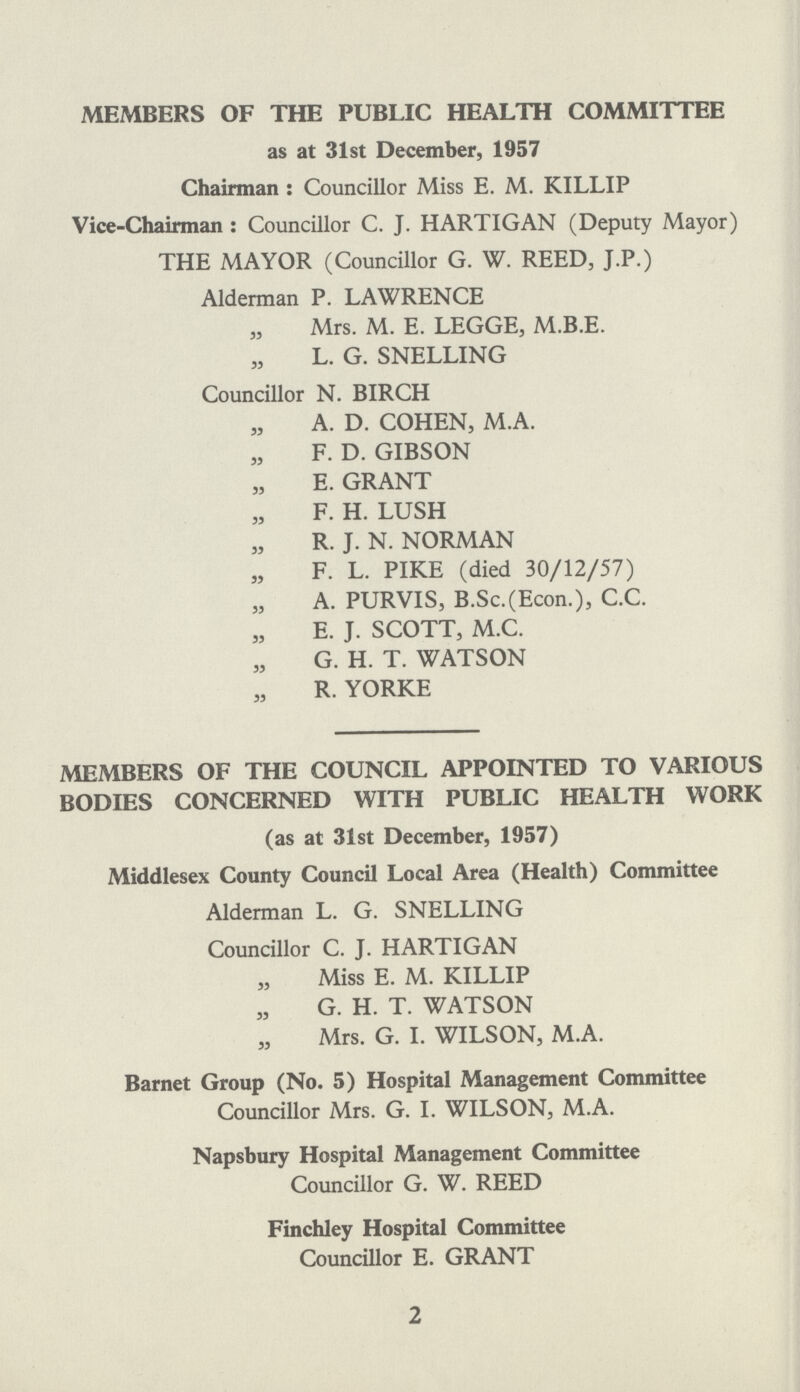 MEMBERS OF THE PUBLIC HEALTH COMMITTEE
as at 31st December, 1957
Chairman : Councillor Miss E. M. KILLIP
Vice-Chairman : Councillor C. J. HARTIGAN (Deputy Mayor)
THE MAYOR (Councillor G. W. REED, J.P.)
Alderman P. LAWRENCE
„ Mrs. M. E. LEGGE, M.B.E.
„ L. G. SNELLING
Councillor N. BIRCH
„ A. D. COHEN, M.A.
„ F. D. GIBSON
„ E. GRANT
„ F. H. LUSH
„ R. J. N. NORMAN
„ F. L. PIKE (died 30/12/57)
„ A. PURVIS, B.Sc.(Econ.), C.C.
„ E. J. SCOTT, M.C.
„ G. H. T. WATSON
„ R. YORKE
MEMBERS OF THE COUNCIL APPOINTED TO VARIOUS
BODIES CONCERNED WITH PUBLIC HEALTH WORK
(as at 31st December, 1957)
Middlesex County Council Local Area (Health) Committee
Alderman L. G. SNELLING
Councillor C. J. HARTIGAN
„ Miss E. M. KILLIP
„ G. H. T. WATSON
„ Mrs. G. I. WILSON, M.A.
Barnet Group (No. 5) Hospital Management Committee
Councillor Mrs. G. I. WILSON, M.A.
Napsbury Hospital Management Committee
Councillor G. W. REED
Finchley Hospital Committee
Councillor E. GRANT
2